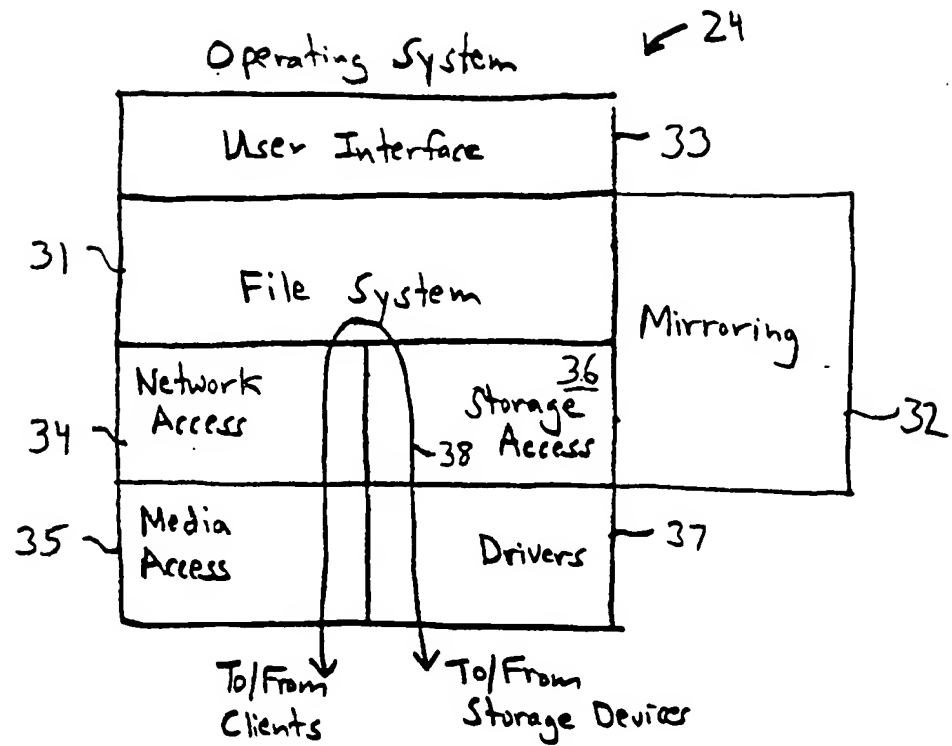 24
Operating System
User Interface
33
31
File System
Mirroring
Network
Access
36
Storage
Access
34
38
32
35
Media
Access
Drivers
37
To/From
Clients
To/From
Storage Devices